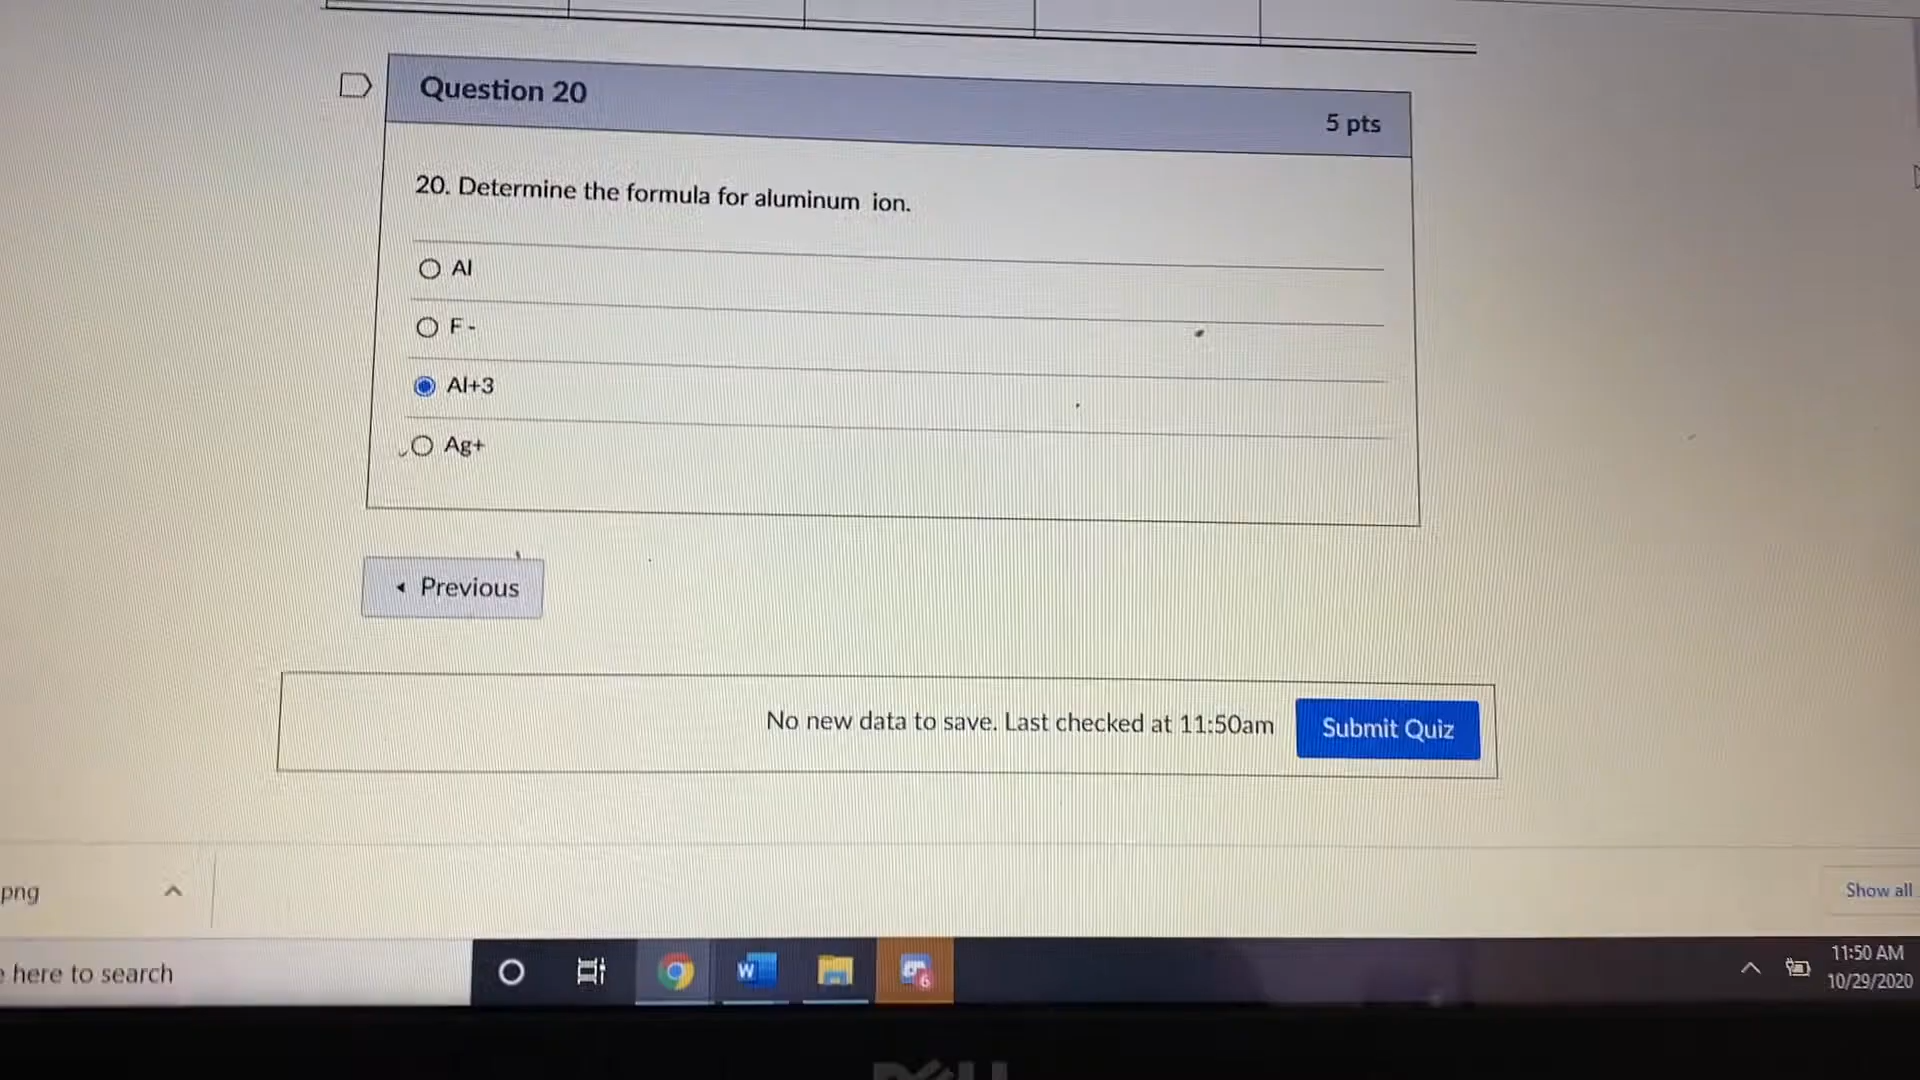 Question 20
5 pts
20. Determine the formula for aluminum ion.
Al
F -
Al+3
Ag+
◂ Previous
No new data to save. Last checked at 11:50am
Submit Quiz
png
Show all
here to search
W
6
11:50 AM
10/29/2020
DELL